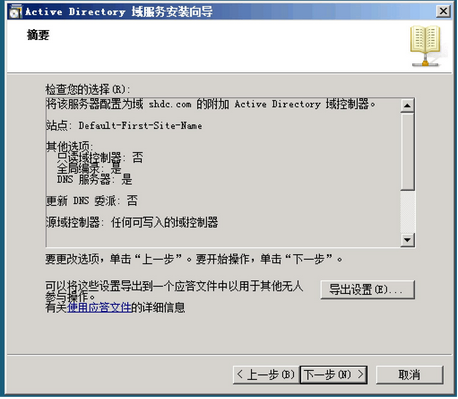 Active Directory 域服务安装向导
摘要
检查您的选择(R):
将该服务器配置为域 shdc.com 的附加 Active Directory 域控制器。
站点: Default-First-Site-Name
其他选项:
只读域控制器: 否
全局编录: 是
DNS 服务器: 是
更新 DNS 委派: 否
源域控制器: 任何可写入的域控制器
要更改选项，单击“上一步”。要开始操作，单击“下一步”。
可以将这些设置导出到一个应答文件中以用于其他无人
参与操作。
有关使用应答文件的详细信息
导出设置(E)...
< 上一步(B)
下一步(N) >
取消